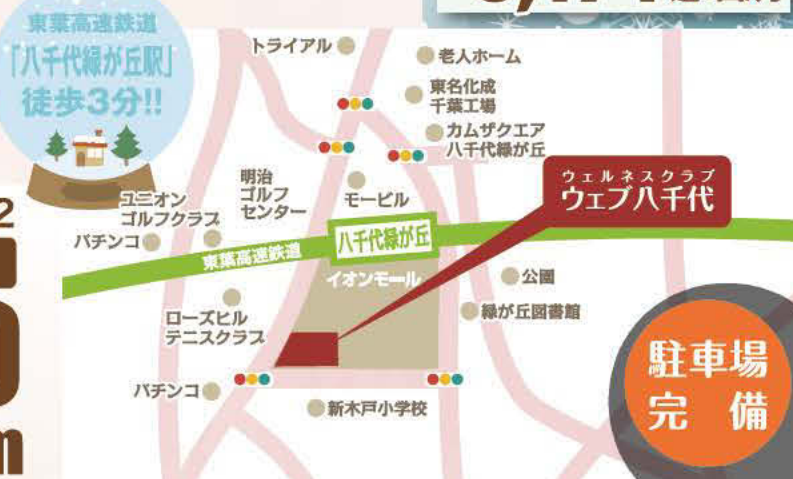 東葉高速鉄道
「八千代緑が丘駅」
徒歩3分!!
トライアル
老人ホーム
東名化成
千葉工場
カムザクエア
八千代緑が丘
明治
ゴルフ
センター
モービル
ユニオン
ゴルフクラブ
パチンコ
ウェルネスクラブ
ウェブ八千代
八千代緑が丘
東葉高速鉄道
イオンモール
公園
緑が丘図書館
ローズヒル
テニスクラブ
パチンコ
新木戸小学校
駐車場
完備
2
m